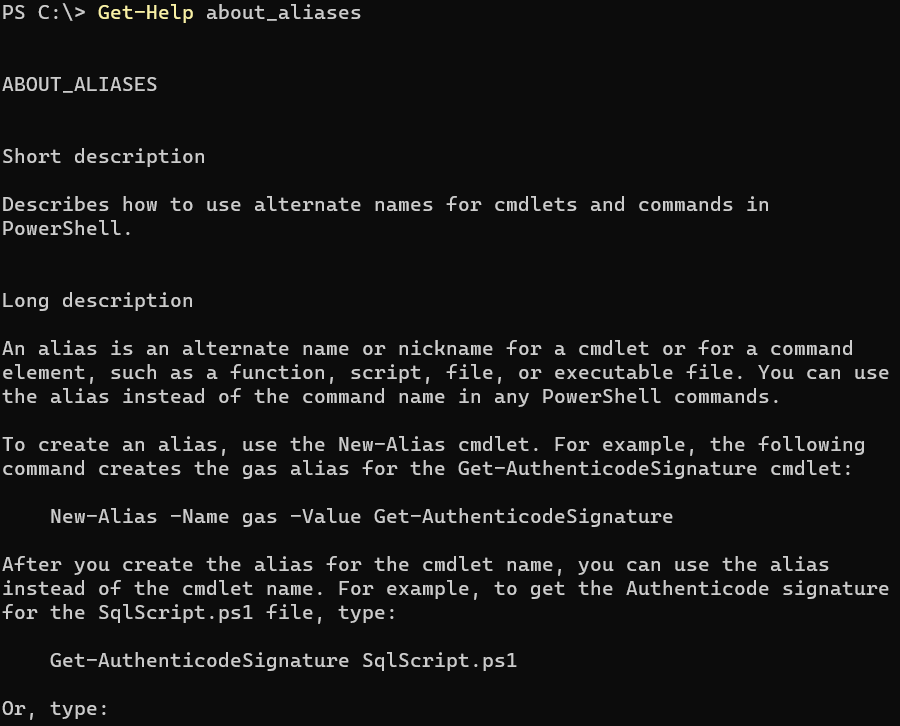 PS C:\> Get-Help about_aliases
ABOUT_ALIASES
Short description
Describes how to use alternate names for cmdlets and commands in
PowerShell.
Long description
An alias is an alternate name or nickname for a cmdlet or for a command
element, such as a function, script, file, or executable file. You can use
the alias instead of the command name in any PowerShell commands.
To create an alias, use the New-Alias cmdlet. For example, the following
command creates the gas alias for the Get-AuthenticodeSignature cmdlet:
New-Alias -Name gas -Value Get-AuthenticodeSignature
After you create the alias for the cmdlet name, you can use the alias
instead of the cmdlet name. For example, to get the Authenticode signature
for the SqlScript.ps1 file, type:
Get-AuthenticodeSignature SqlScript.ps1
Or, type: